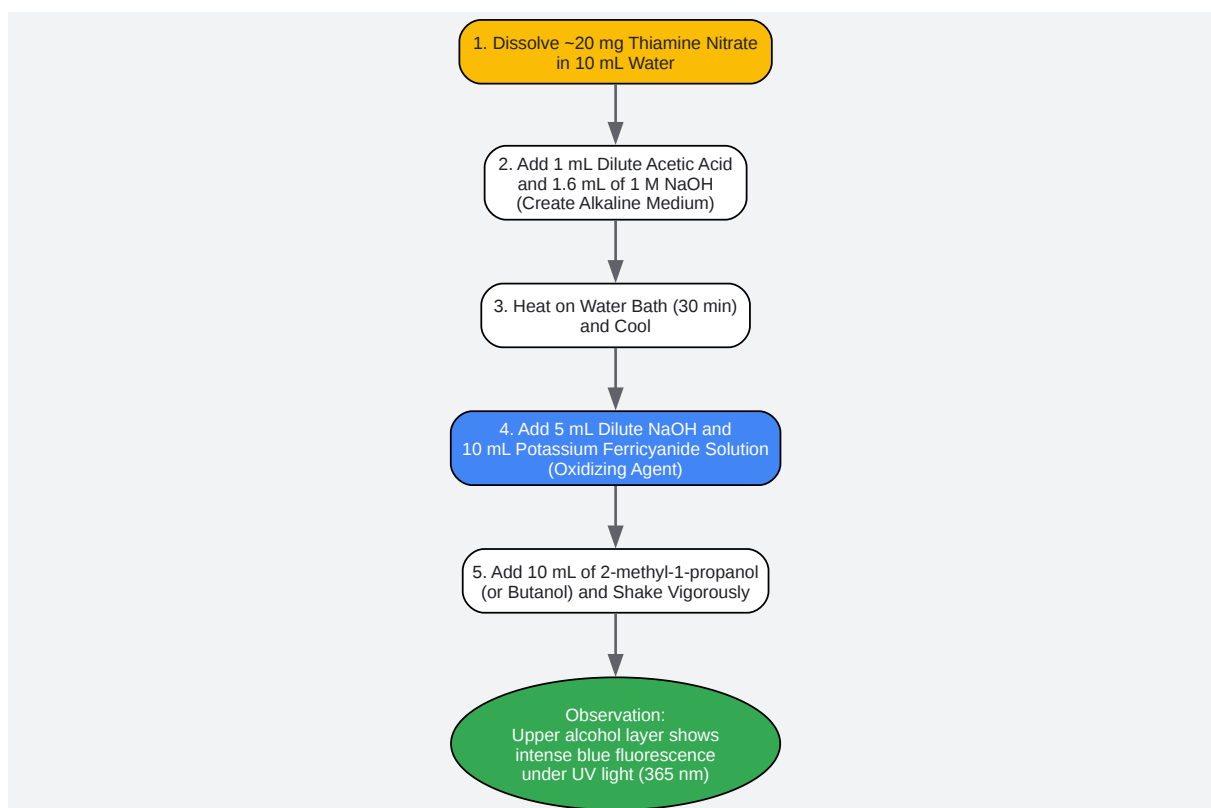 1. Dissolve ~20 mg Thiamine Nitrate
in 10 mL Water
2. Add 1 mL Dilute Acetic Acid
and 1.6 mL of 1 M NaOH
(Create Alkaline Medium)
3. Heat on Water Bath (30 min)
and Cool
4. Add 5 mL Dilute NaOH and
10 mL Potassium Ferricyanide Solution
(Oxidizing Agent)
5. Add 10 mL of 2-methyl-1-propanol
(or Butanol) and Shake Vigorously
Observation:
Upper alcohol layer shows
intense blue fluorescence
under UV light (365 nm)